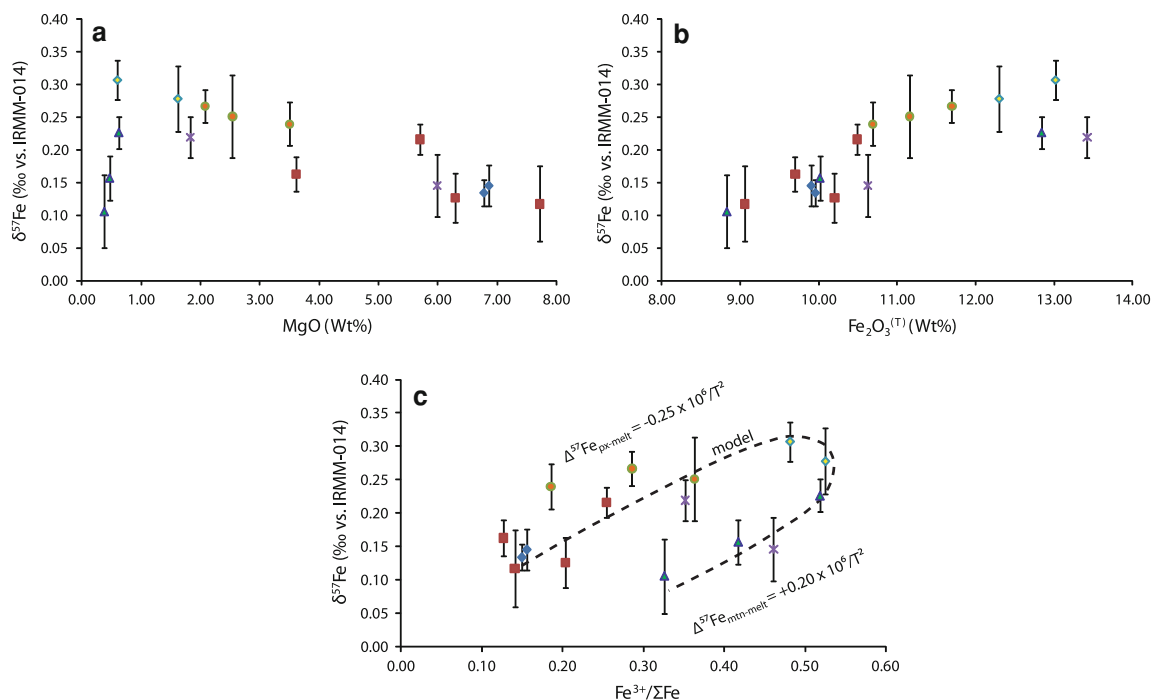 a
0.40
0.35
0.30
0.25
0.20
0.15
0.10
0.05
0.00
δ⁵⁷Fe (‰ vs. IRMM-014)
0.00 1.00 2.00 3.00 4.00 5.00 6.00 7.00 8.00
MgO (Wt%)
b
0.40
0.35
0.30
0.25
0.20
0.15
0.10
0.05
0.00
δ⁵⁷Fe (‰ vs. IRMM-014)
8.00 9.00 10.00 11.00 12.00 13.00 14.00
Fe₂O₃⁽ᵀ⁾ (Wt%)
c
0.40
0.35
0.30
0.25
0.20
0.15
0.10
0.05
0.00
δ⁵⁷Fe (‰ vs. IRMM-014)
Δ⁵⁷Fepx-melt = -0.25 x 10⁶/T²
model
Δ⁵⁷Femtn-melt = +0.20 x 10⁶/T²
0.00 0.10 0.20 0.30 0.40 0.50 0.60
Fe³⁺/ΣFe